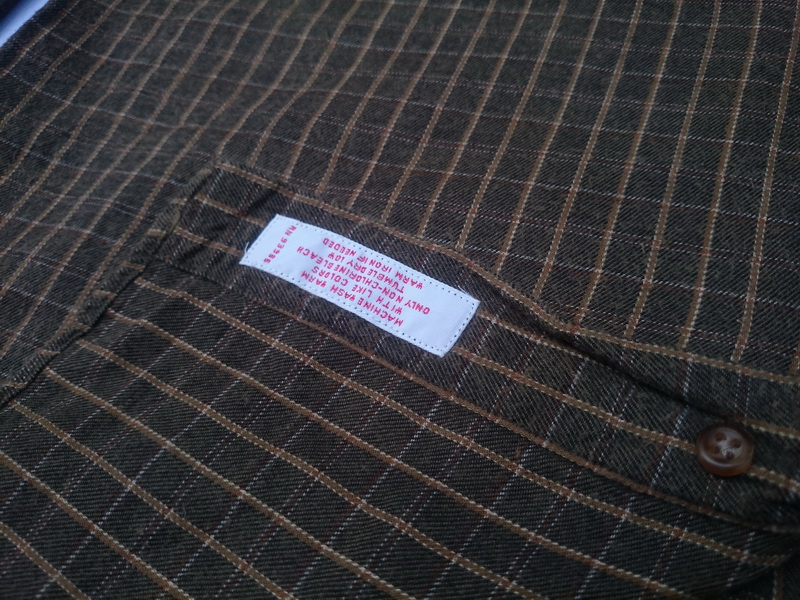 MACHINE WASH WARM
WITH LIKE COLORS
ONLY NON-CHLORINE BLEACH
TUMBLE DRY LOW
WARM IRON IF NEEDED